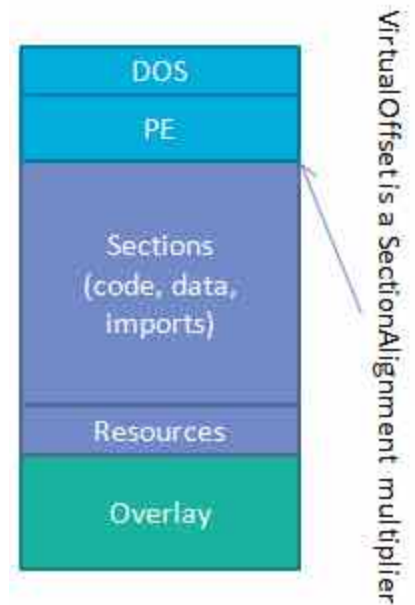 DOS
PE
Sections
(code, data,
imports)
Resources
Overlay
VirtualOffset is a SectionAlignment multiplier